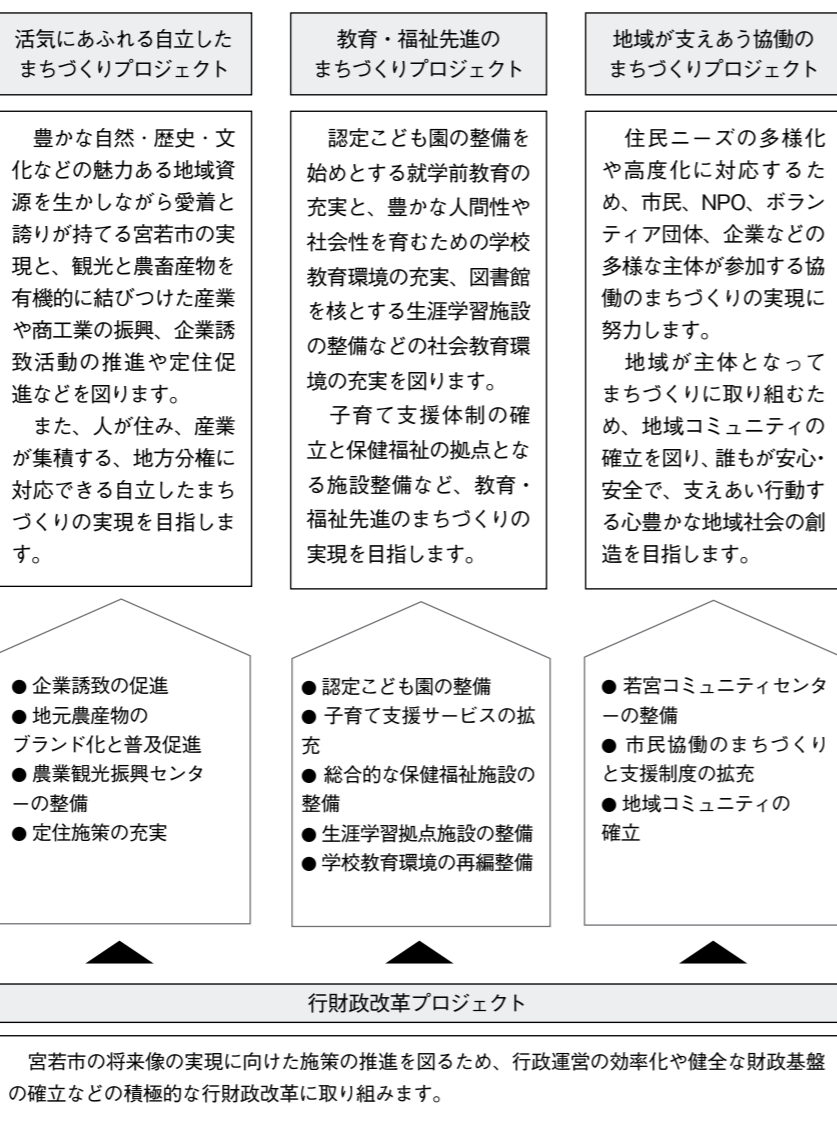 活気にあふれる自立した
まちづくりプロジェクト
豊かな自然・歴史・文
化などの魅力ある地域資
源を生かしながら愛着と
誇りが持てる宮若市の実
現と、観光と農畜産物を
有機的に結びつけた産業
や商工業の振興、企業誘
致活動の推進や定住促
進などを図ります。
また、人が住み、産業
が集積する、地方分権に
対応できる自立したまち
づくりの実現を目指しま
す。
● 企業誘致の促進
● 地元農産物の
ブランド化と普及促進
● 農業観光振興センタ
ーの整備
● 定住施策の充実
教育・福祉先進の
まちづくりプロジェクト
認定こども園の整備を
始めとする就学前教育の
充実と、豊かな人間性や
社会性を育むための学校
教育環境の充実、図書館
を核とする生涯学習施設
の整備などの社会教育環
境の充実を図ります。
子育て支援体制の確
立と保健福祉の拠点とな
る施設整備など、教育・
福祉先進のまちづくりの
実現を目指します。
● 認定こども園の整備
● 子育て支援サービスの拡
充
● 総合的な保健福祉施設の
整備
● 生涯学習拠点施設の整備
● 学校教育環境の再編整備
地域が支えあう協働の
まちづくりプロジェクト
住民ニーズの多様化
や高度化に対応するた
め、市民、NPO、ボラン
ティア団体、企業などの
多様な主体が参加する協
働のまちづくりの実現に
努力します。
地域が主体となって
まちづくりに取り組むた
め、地域コミュニティの
確立を図り、誰もが安心・
安全で、支えあい行動す
る心豊かな地域社会の創
造を目指します。
● 若宮コミュニティセンタ
ーの整備
● 市民協働のまちづくり
と支援制度の拡充
● 地域コミュニティの
確立
行財政改革プロジェクト
宮若市の将来像の実現に向けた施策の推進を図るため、行政運営の効率化や健全な財政基盤
の確立などの積極的な行財政改革に取り組みます。